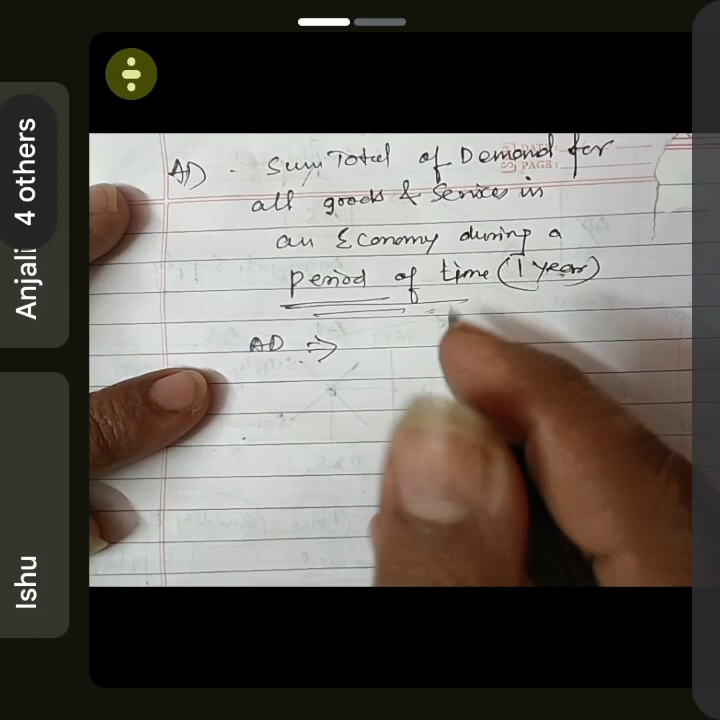 AD - Sum Total of Demand for
all goods & Services in
an Economy during a
period of time (1 year)
AD ⇒
PAGE:
Anjali 4 others
Ishu